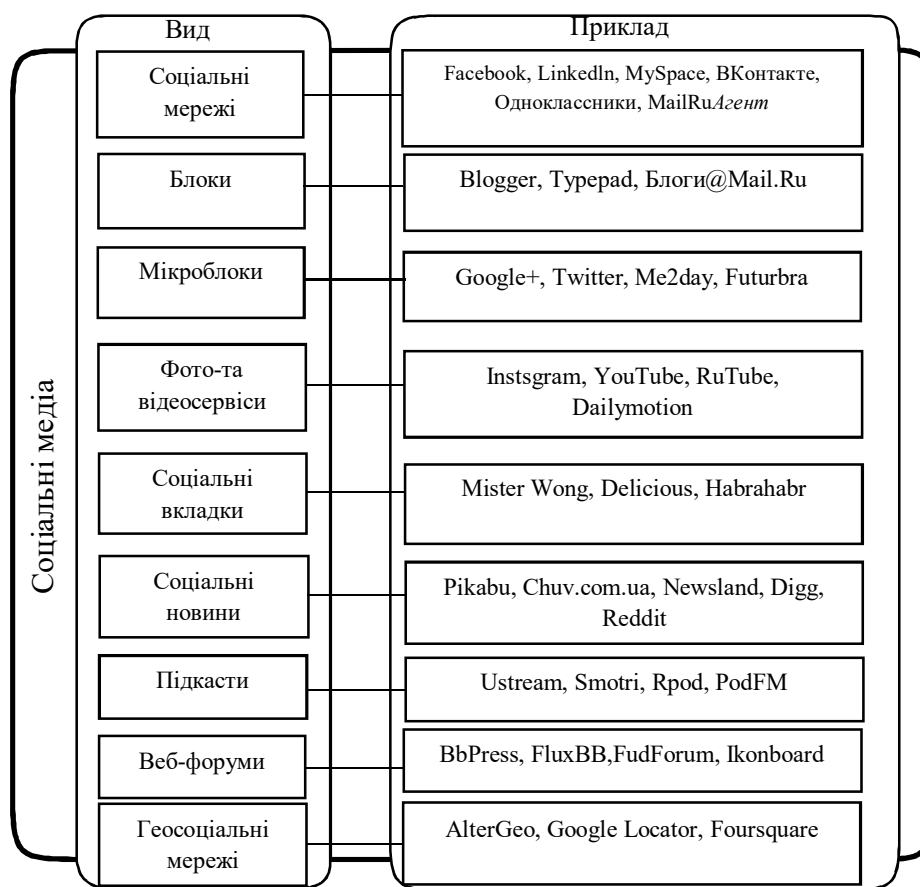 Вид
Приклад
Соціальні медіа
Соціальні
мережі
Facebook, LinkedIn, MySpace, ВКонтакте,
Одноклассники, MailRuАгент
Блоки
Blogger, Typepad, Блоги@Mail.Ru
Мікроблоки
Google+, Twitter, Me2day, Futurbra
Фото-та
відеосервіси
Instsgram, YouTube, RuTube,
Dailymotion
Соціальні
вкладки
Mister Wong, Delicious, Habrahabr
Соціальні
новини
Pikabu, Chuv.com.ua, Newsland, Digg,
Reddit
Підкасти
Ustream, Smotri, Rpod, PodFM
Веб-форуми
BbPress, FluxBB,FudForum, Ikonboard
Геосоціальні
мережі
AlterGeo, Google Locator, Foursquare